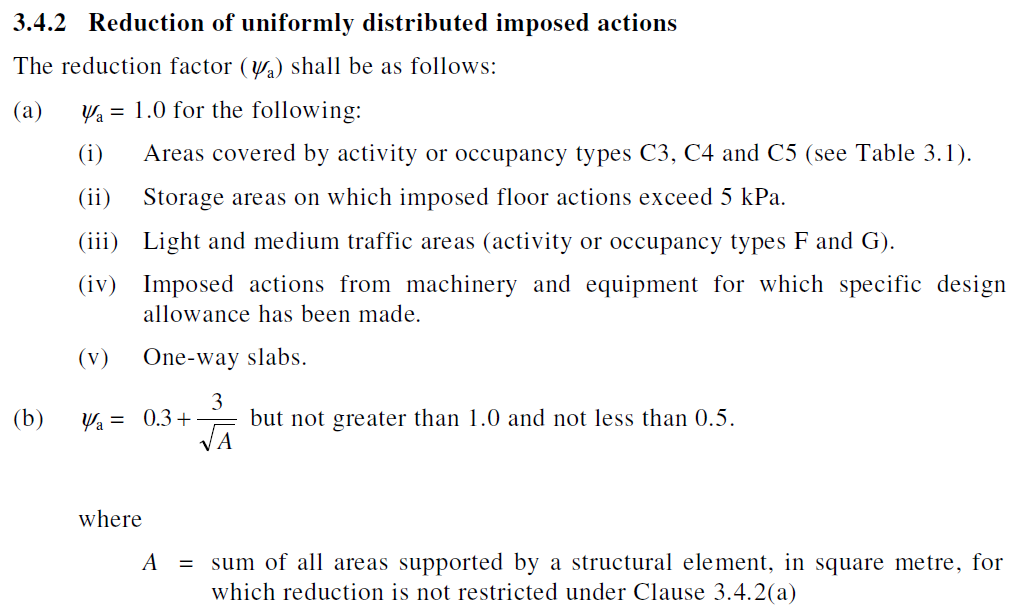 3.4.2 Reduction of uniformly distributed imposed actions
The reduction factor (ψₐ) shall be as follows:
(a) ψₐ = 1.0 for the following:
(i) Areas covered by activity or occupancy types C3, C4 and C5 (see Table 3.1).
(ii) Storage areas on which imposed floor actions exceed 5 kPa.
(iii) Light and medium traffic areas (activity or occupancy types F and G).
(iv) Imposed actions from machinery and equipment for which specific design
allowance has been made.
(v) One-way slabs.
(b) ψₐ = 0.3 + 3/√A but not greater than 1.0 and not less than 0.5.
where
A = sum of all areas supported by a structural element, in square metre, for
which reduction is not restricted under Clause 3.4.2(a)